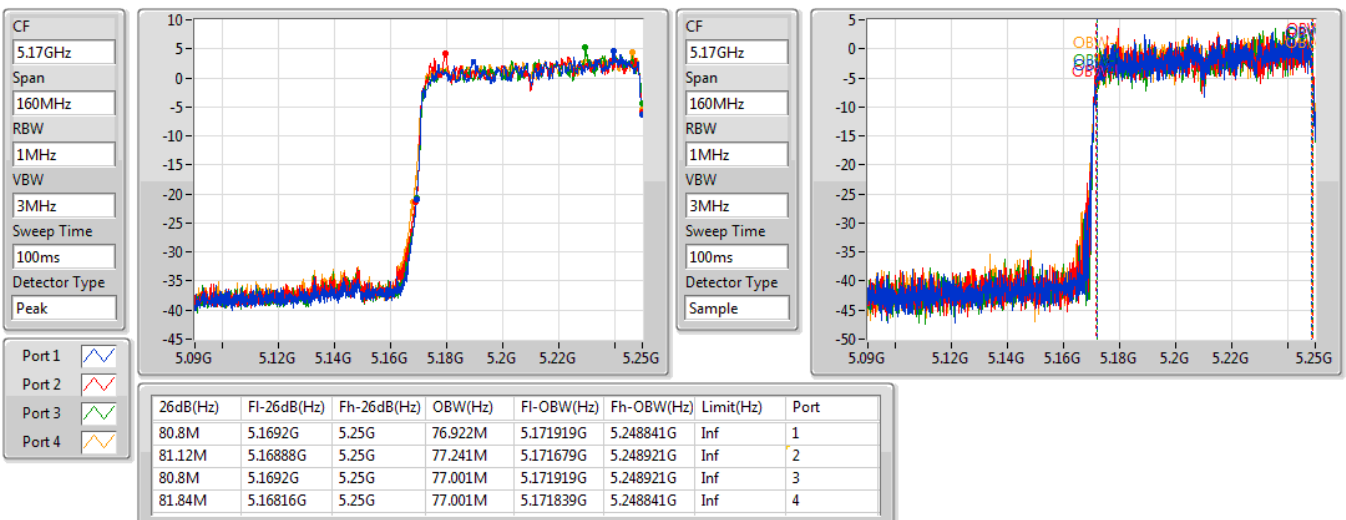 CF
5.17GHz
Span
160MHz
RBW
1MHz
VBW
3MHz
Sweep Time
100ms
Detector Type
Peak
10
5
0
-5
-10
-15
-20
-25
-30
-35
-40
-45
5.09G 5.12G 5.14G 5.16G 5.18G 5.2G 5.22G 5.25G
CF
5.17GHz
Span
160MHz
RBW
1MHz
VBW
3MHz
Sweep Time
100ms
Detector Type
Sample
5
0
-5
-10
-15
-20
-25
-30
-35
-40
-45
-50
OBW
OBW
5.09G 5.12G 5.14G 5.16G 5.18G 5.2G 5.22G 5.25G
Port 1
Port 2
Port 3
Port 4
26dB(Hz) Fl-26dB(Hz) Fh-26dB(Hz) OBW(Hz) Fl-OBW(Hz) Fh-OBW(Hz) Limit(Hz) Port
80.8M 5.1692G 5.25G 76.922M 5.171919G 5.248841G Inf 1
81.12M 5.16888G 5.25G 77.241M 5.171679G 5.248921G Inf 2
80.8M 5.1692G 5.25G 77.001M 5.171919G 5.248921G Inf 3
81.84M 5.16816G 5.25G 77.001M 5.171839G 5.248841G Inf 4